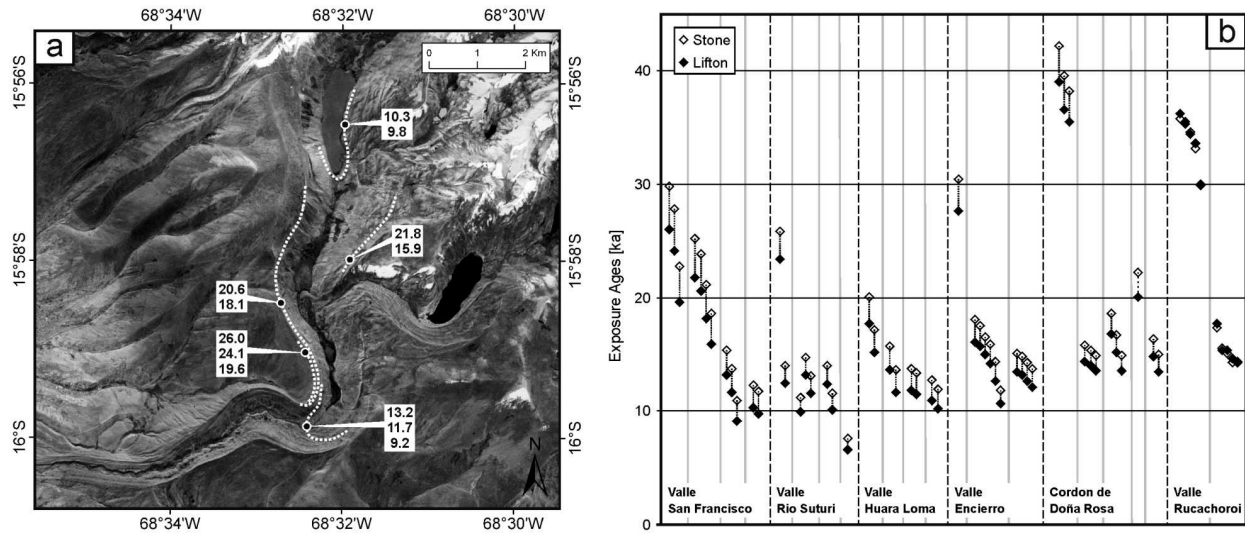 68°34'W 68°32'W 68°30'W
a
0 1 2 Km
15°56'S 15°56'S
10.3
9.8
21.8
15.9
15°58'S 15°58'S
20.6
18.1
26.0
24.1
19.6
13.2
11.7
9.2
16°S 16°S
N
68°34'W 68°32'W 68°30'W
b
Stone
Lifton
Exposure Ages [ka]
40
30
20
10
0
Valle
San Francisco
Valle
Rio Suturi
Valle
Huara Loma
Valle
Encierro
Cordon de
Doña Rosa
Valle
Rucachoroi